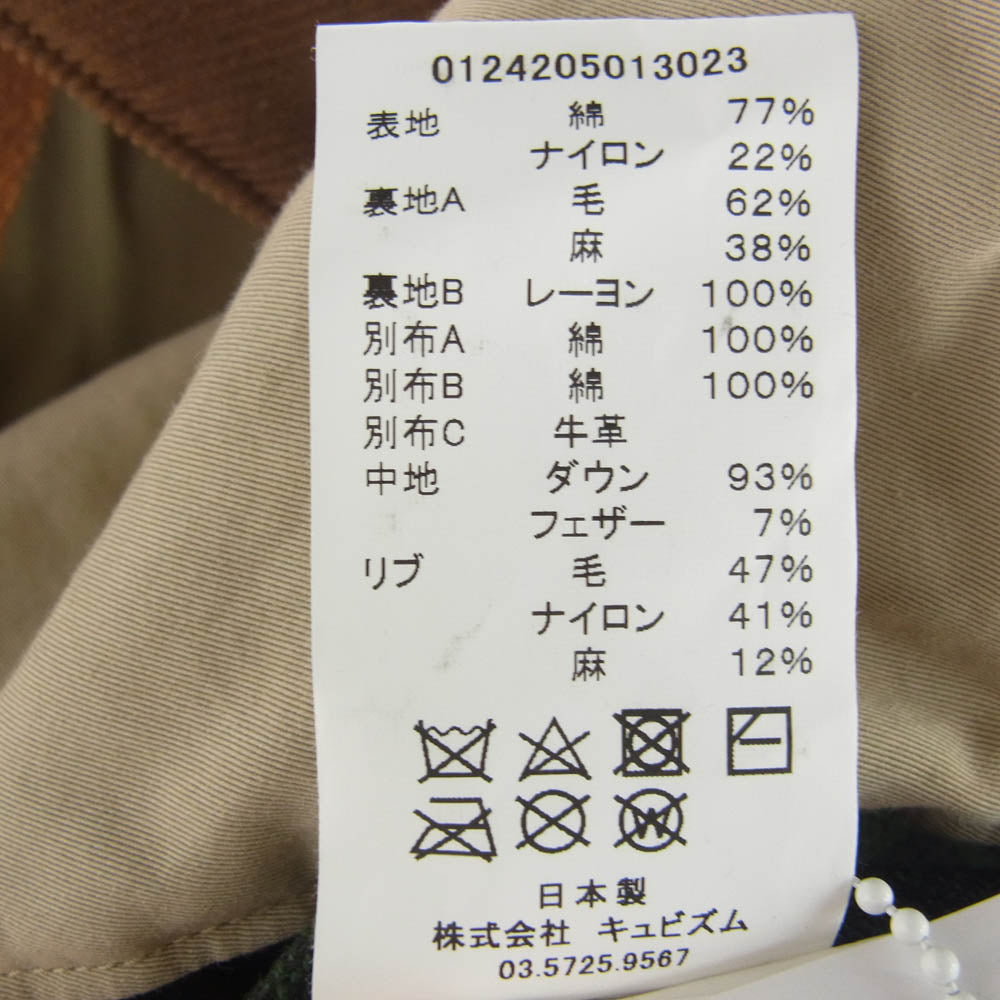 0124205013023
表地 綿 77%
ナイロン 22%
裏地A 毛 62%
麻 38%
裏地B レーヨン 100%
別布A 綿 100%
別布B 綿 100%
別布C 牛革
中地 ダウン 93%
フェザー 7%
リブ 毛 47%
ナイロン 41%
麻 12%
W
日本製
株式会社 キュビズム
03.5725.9567